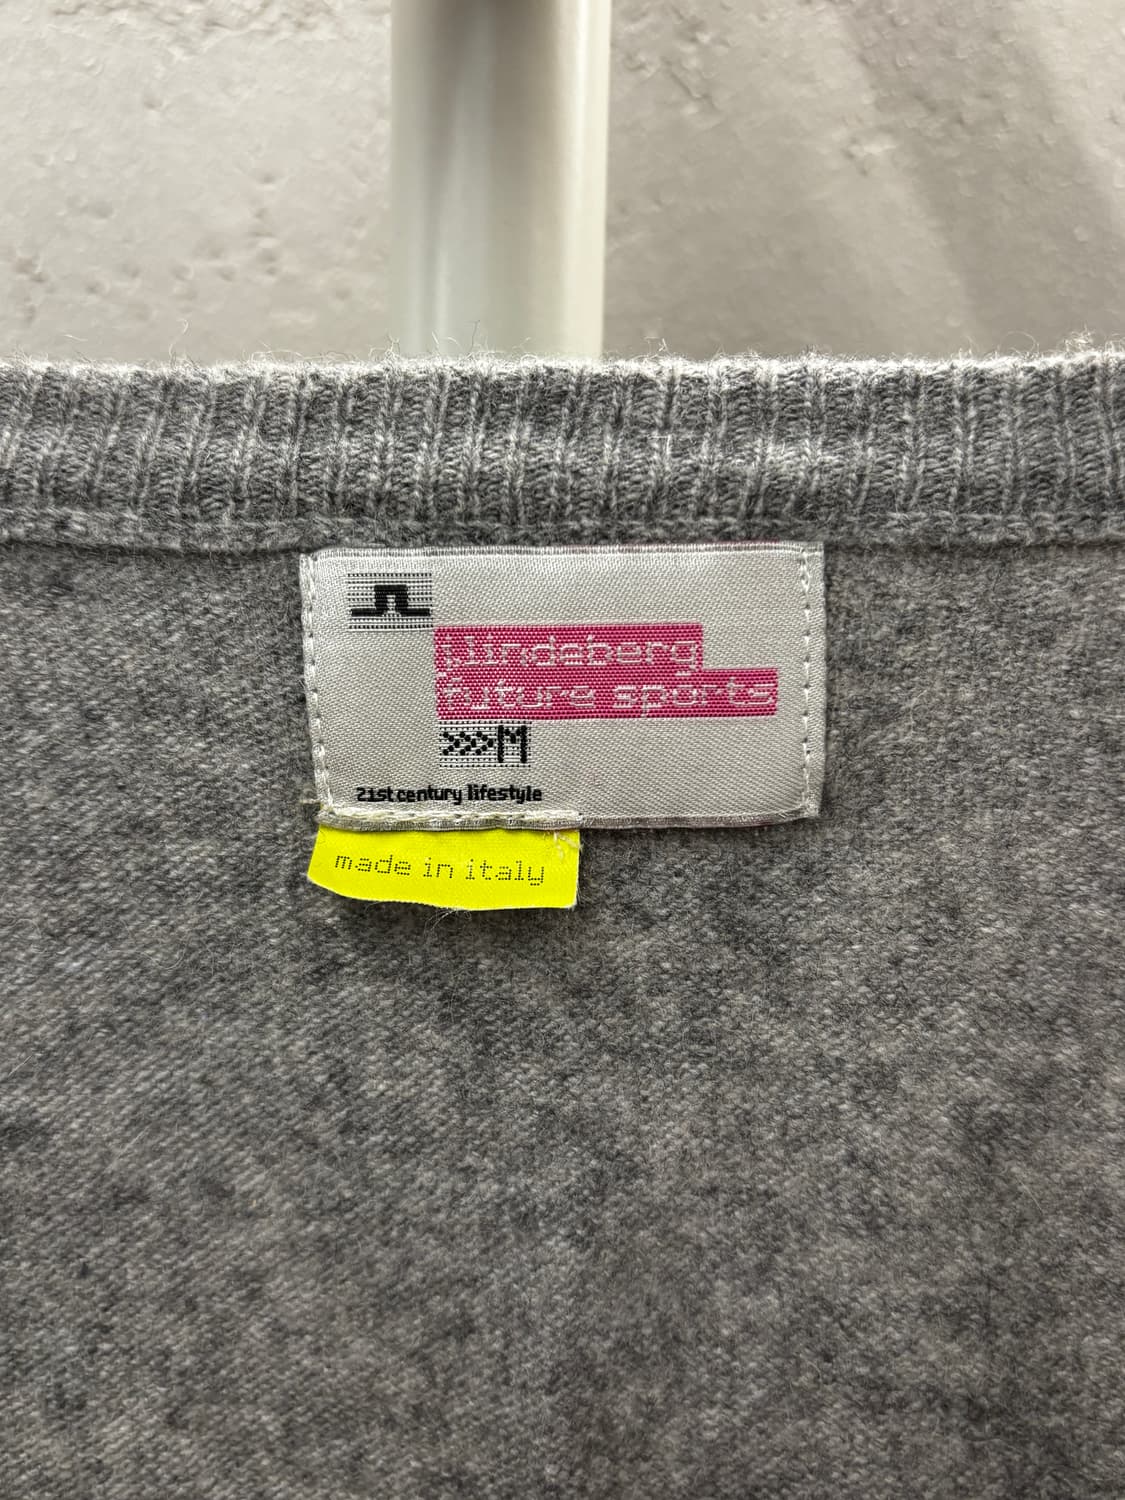 j.lindeberg
future sports
>>>M
21st century lifestyle
made in italy